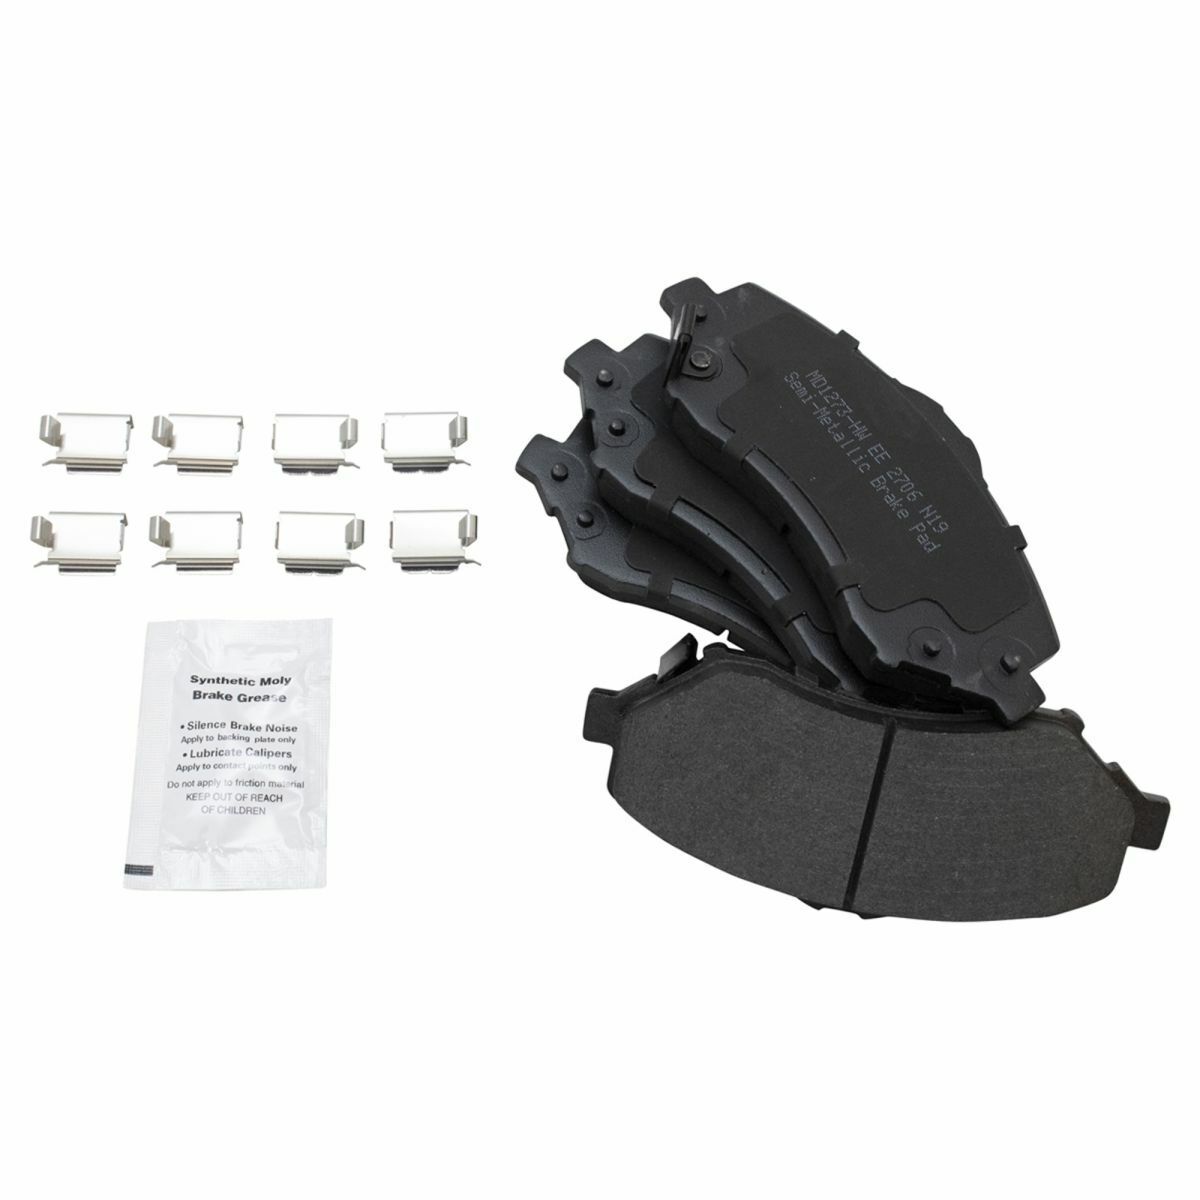 MD1273-HW EE 2706 N19
Semi-Metallic Brake Pad
Synthetic Moly
Brake Grease
• Silence Brake Noise
Apply to backing plate only
• Lubricate Calipers
Apply to contact points only
Do not apply to friction material
KEEP OUT OF REACH
OF CHILDREN